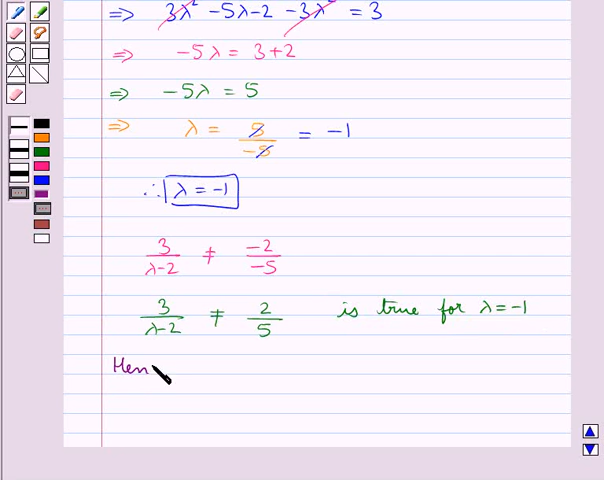 ⇒ 3λ² -5λ-2 -3λ² = 3
⇒ -5λ = 3+2
⇒ -5λ = 5
⇒ λ = 5/-5 = -1
∴ λ = -1
3/λ-2 ≠ -2/-5
3/λ-2 ≠ 2/5 is true for λ = -1
Hen